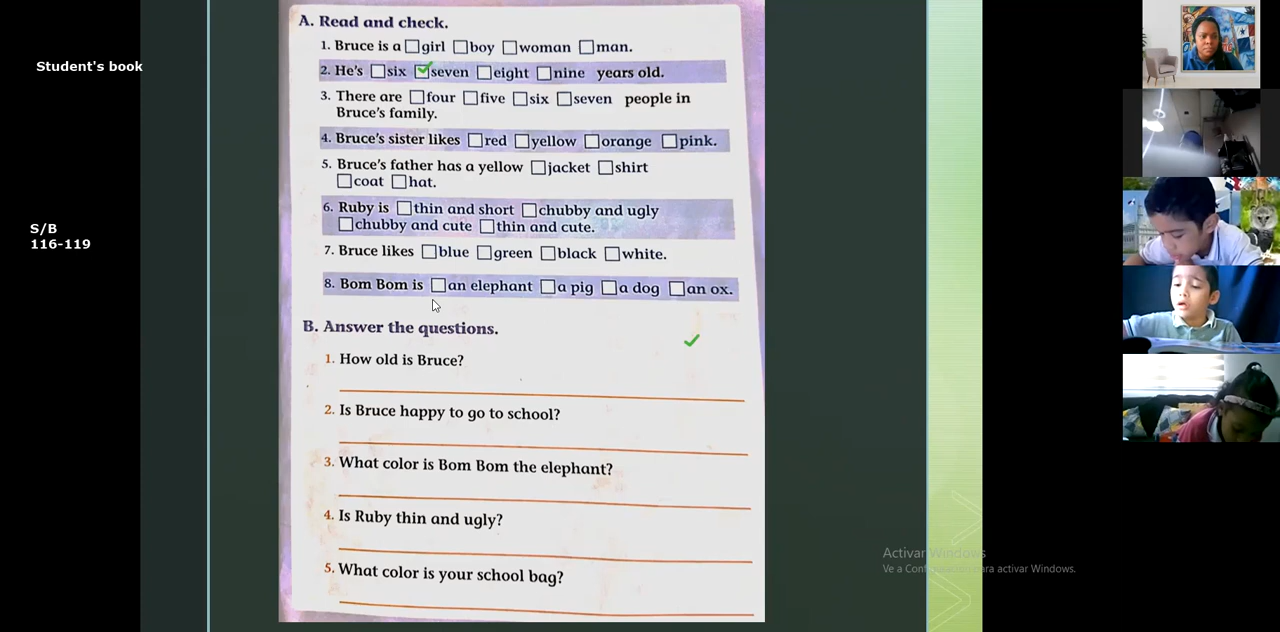 Student's book
S/B
116-119
A. Read and check.
1. Bruce is a girl boy woman man.
2. He's six seven eight nine years old.
3. There are four five six seven people in
Bruce's family.
4. Bruce's sister likes red yellow orange pink.
5. Bruce's father has a yellow jacket shirt
coat hat.
6. Ruby is thin and short chubby and ugly
chubby and cute thin and cute.
7. Bruce likes blue green black white.
8. Bom Bom is an elephant a pig a dog an ox.
B. Answer the questions.
1. How old is Bruce?
2. Is Bruce happy to go to school?
3. What color is Bom Bom the elephant?
4. Is Ruby thin and ugly?
5. What color is your school bag?
Activar Windows
Ve a para activar Windows.